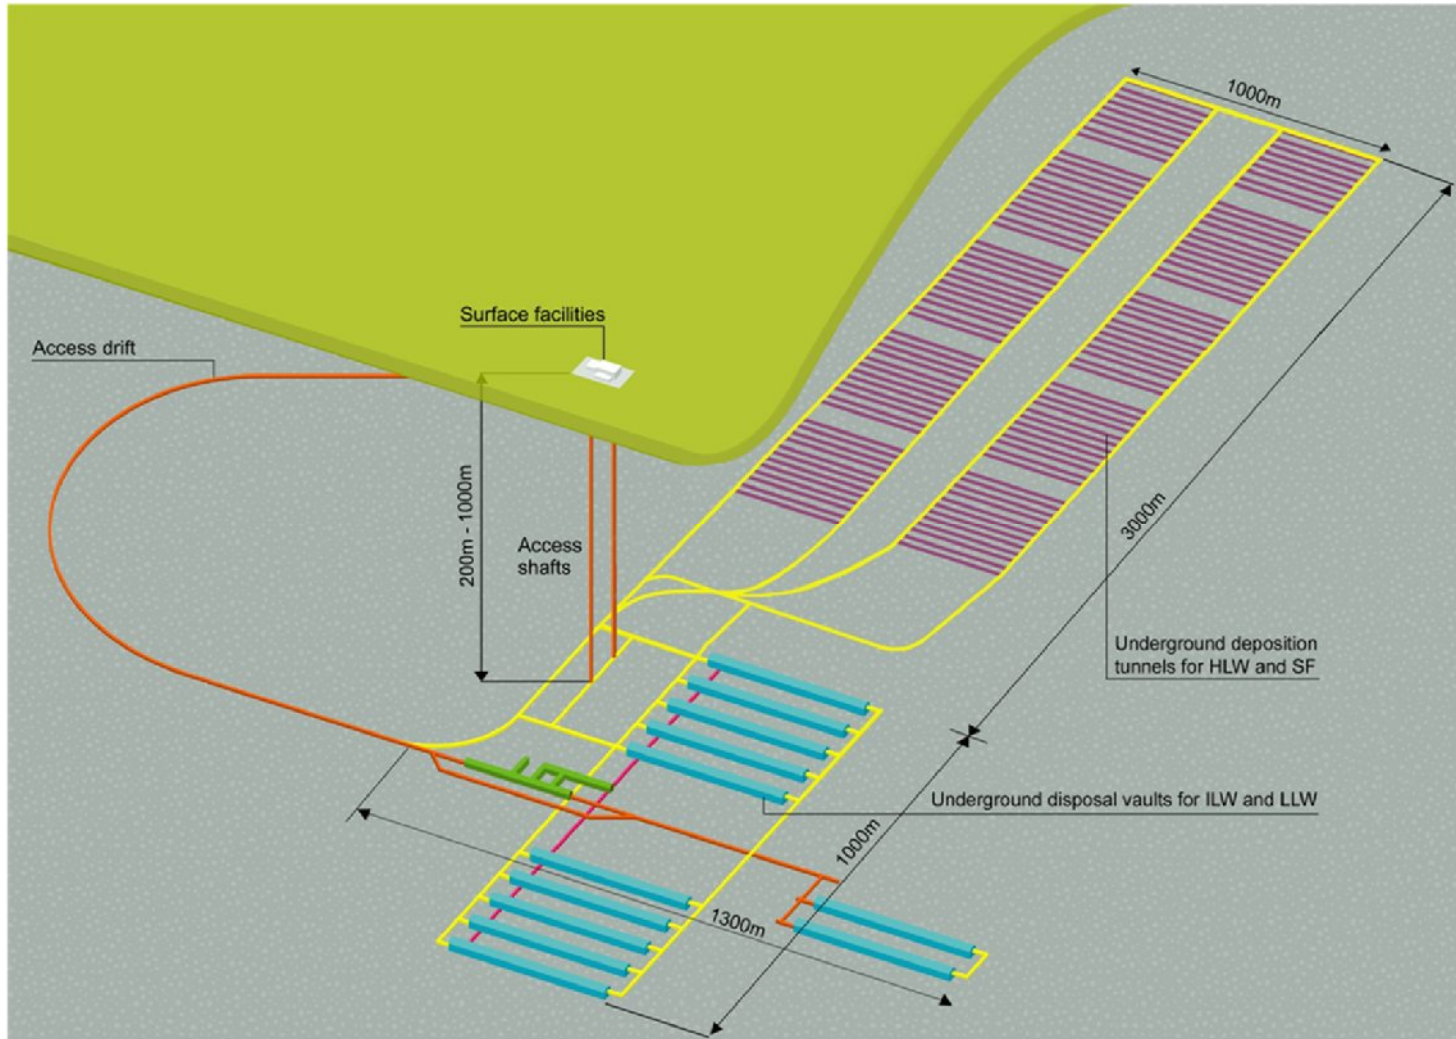 1000m
Surface facilities
Access drift
200m - 1000m
Access
shafts
3000m
Underground deposition
tunnels for HLW and SF
Underground disposal vaults for ILW and LLW
1000m
1300m